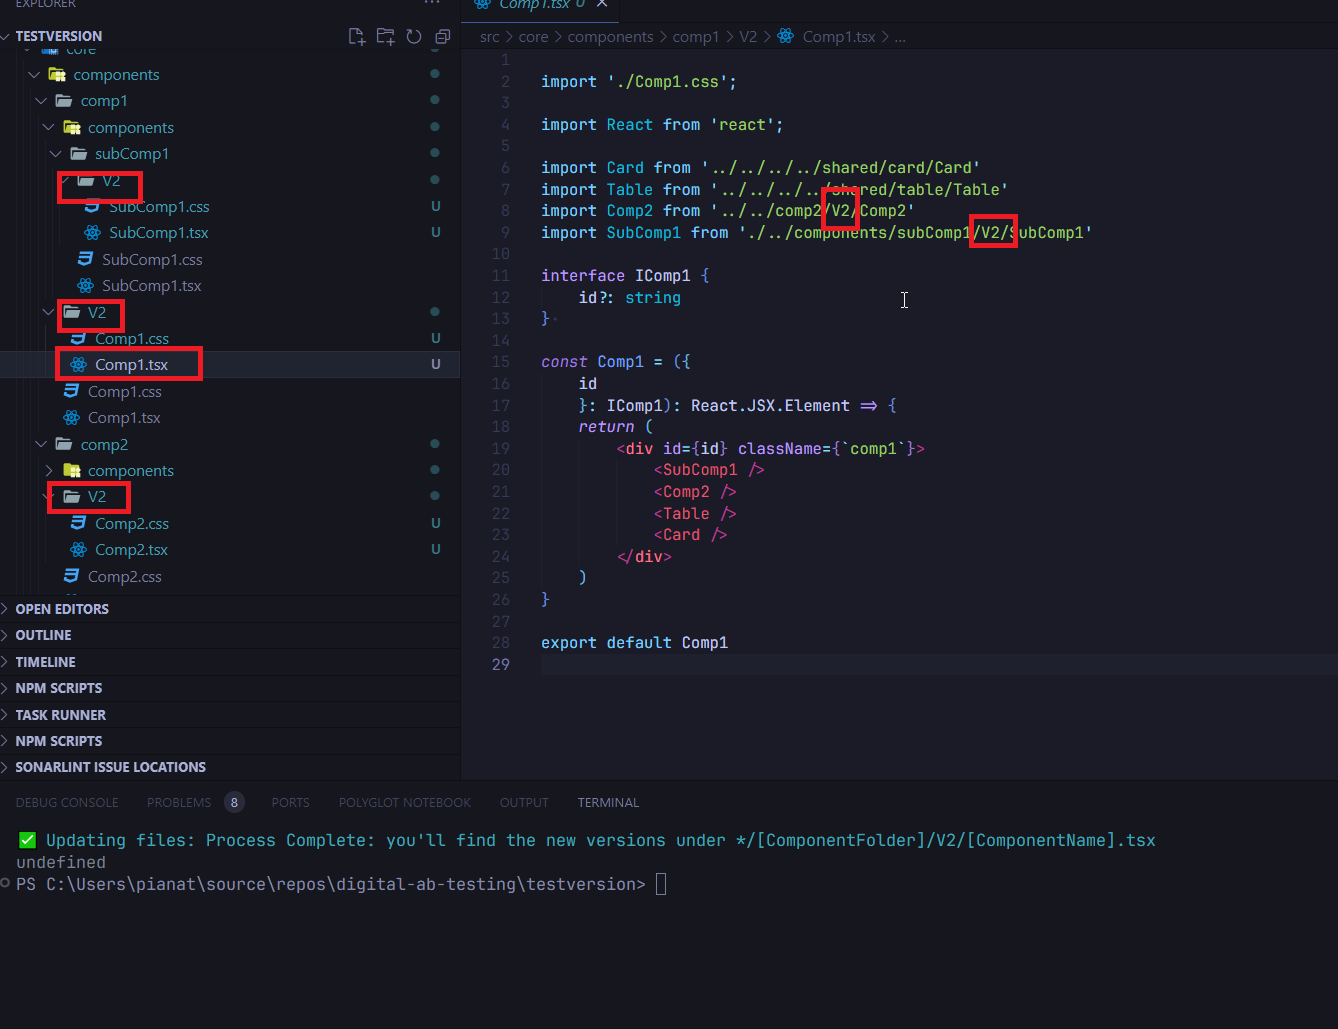 EXPLORER
TESTVERSION
core
components
comp1
components
subComp1
V2
SubComp1.css U
SubComp1.tsx U
SubComp1.css
SubComp1.tsx
V2
Comp1.css U
Comp1.tsx U
Comp1.css
Comp1.tsx
comp2
components
V2
Comp2.css U
Comp2.tsx U
Comp2.css
OPEN EDITORS
OUTLINE
TIMELINE
NPM SCRIPTS
TASK RUNNER
NPM SCRIPTS
SONARLINT ISSUE LOCATIONS
Comp1.tsx U
src > core > components > comp1 > V2 > Comp1.tsx > ...
1
2 import './Comp1.css';
3
4 import React from 'react';
5
6 import Card from '../../../../shared/card/Card'
7 import Table from '../../../../shared/table/Table'
8 import Comp2 from '../../comp2/V2/Comp2'
9 import SubComp1 from './../components/subComp1/V2/SubComp1'
10
11 interface IComp1 {
12 id?: string
13 }
14
15 const Comp1 = ({
16 id
17 }: IComp1): React.JSX.Element => {
18 return (
19 <div id={id} className={`comp1`}>
20 <SubComp1 />
21 <Comp2 />
22 <Table />
23 <Card />
24 </div>
25 )
26 }
27
28 export default Comp1
29
DEBUG CONSOLE PROBLEMS 8 PORTS POLYGLOT NOTEBOOK OUTPUT TERMINAL
✅ Updating files: Process Complete: you'll find the new versions under */[ComponentFolder]/V2/[ComponentName].tsx
undefined
PS C:\Users\pianat\source\repos\digital-ab-testing\testversion>